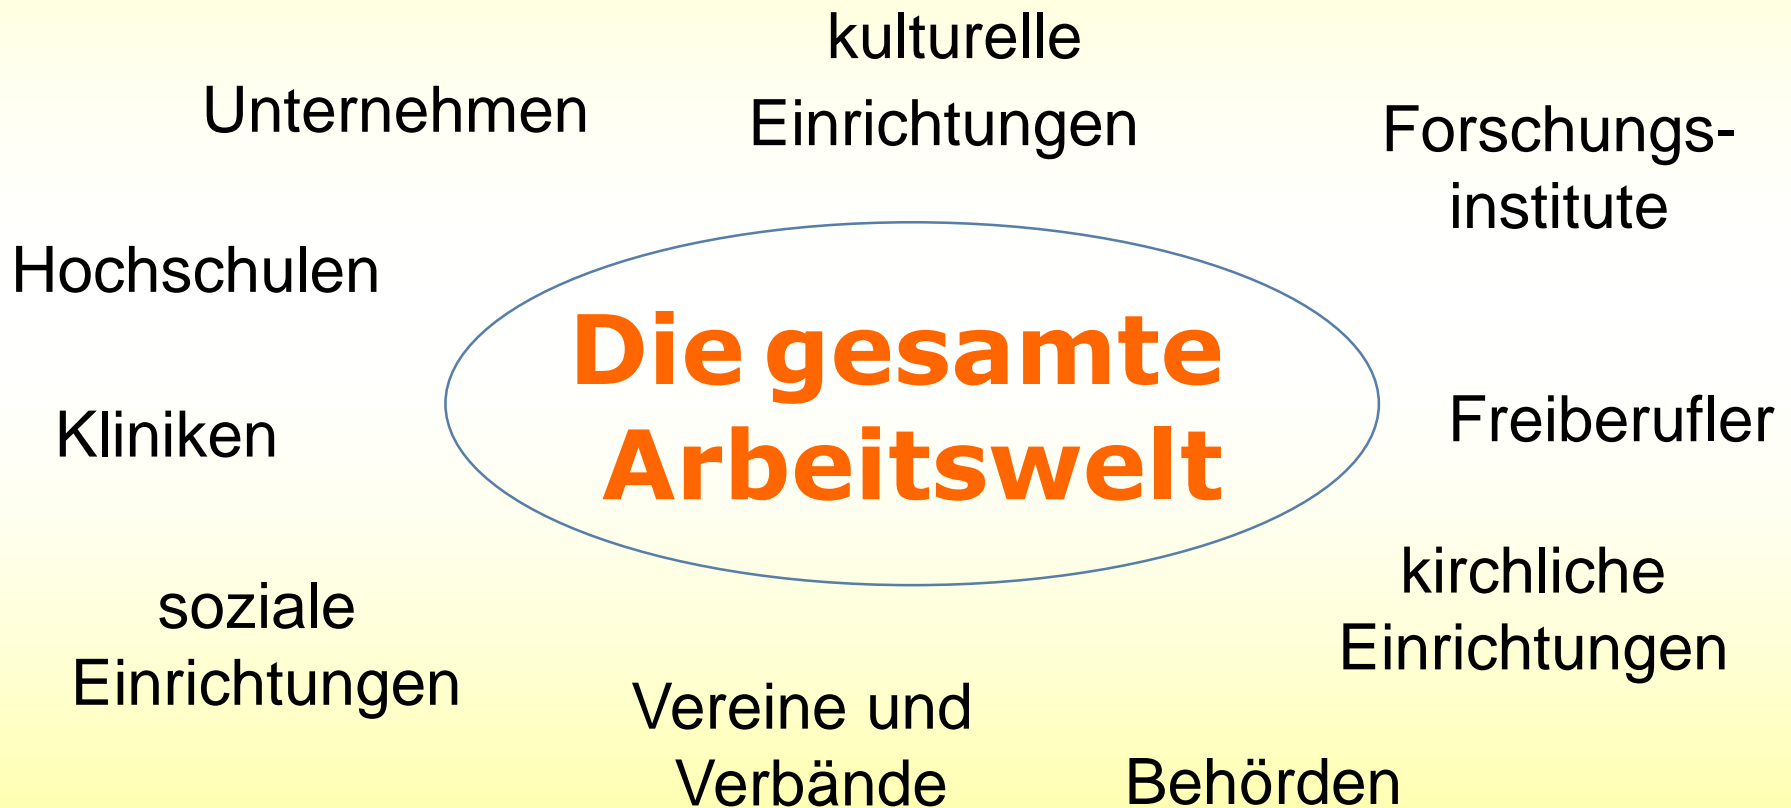 kulturelle
Einrichtungen
Unternehmen
Forschungs-
institute
Hochschulen
Die gesamte
Arbeitswelt
Kliniken
Freiberufler
soziale
Einrichtungen
kirchliche
Einrichtungen
Vereine und
Verbände
Behörden